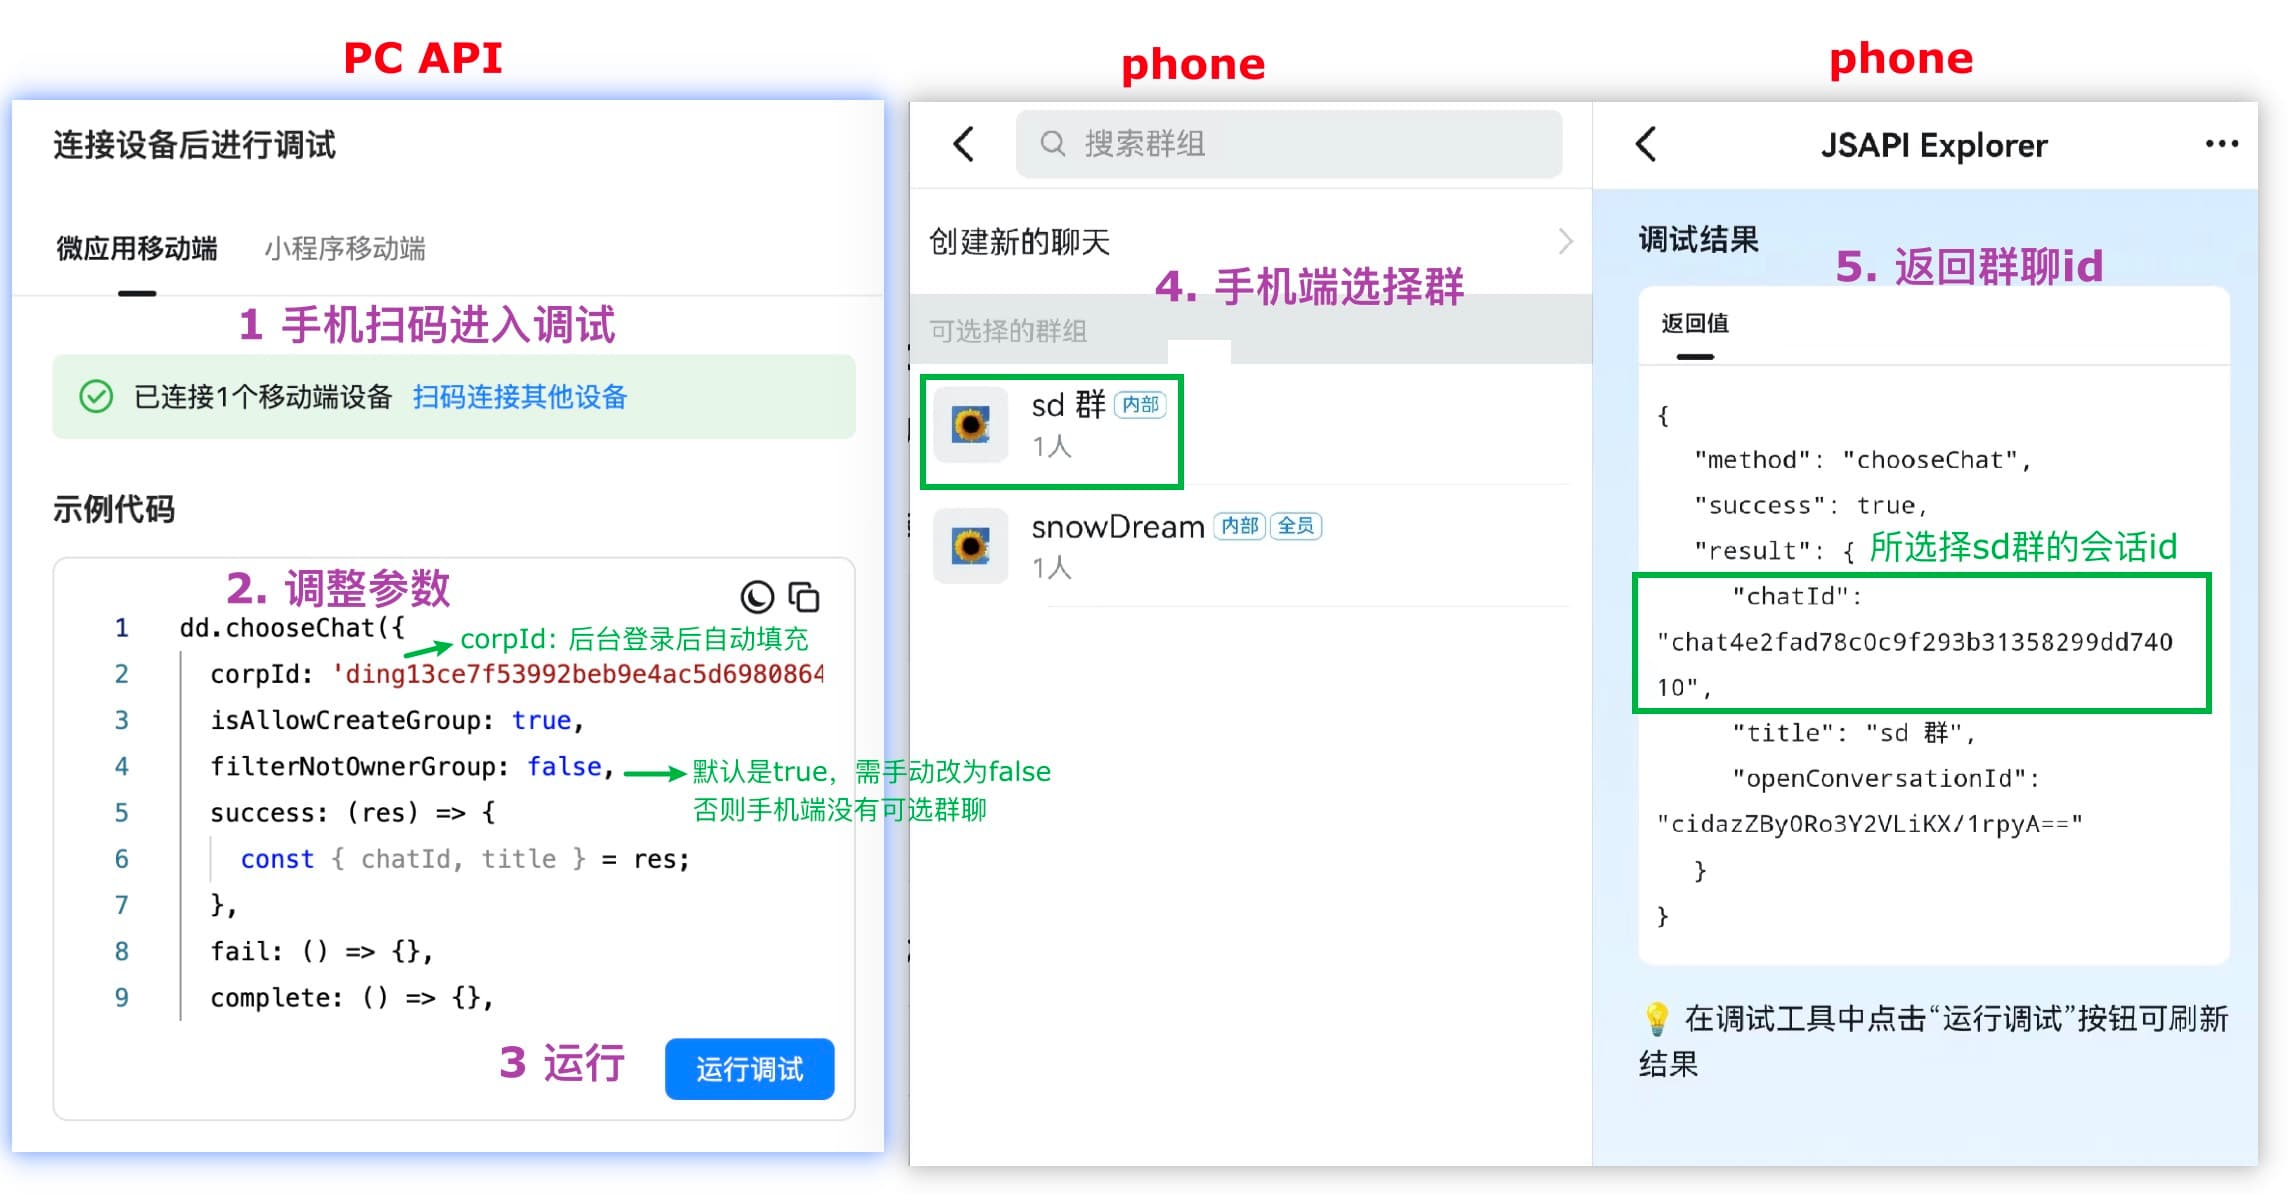 PC API
连接设备后进行调试
微应用移动端 小程序移动端
1 手机扫码进入调试
已连接1个移动端设备 扫码连接其他设备
示例代码
2. 调整参数
1 dd.chooseChat({
corpId: 后台登录后自动填充
2 corpId: 'ding13ce7f53992beb9e4ac5d6980864
3 isAllowCreateGroup: true,
4 filterNotOwnerGroup: false,
默认是true, 需手动改为false
否则手机端没有可选群聊
5 success: (res) => {
6 const { chatId, title } = res;
7 },
8 fail: () => {},
9 complete: () => {},
3 运行
运行调试
phone
搜索群组
创建新的聊天
4. 手机端选择群
可选择的群组
sd 群 内部
1人
snowDream 内部 全员
1人
phone
JSAPI Explorer
调试结果
5. 返回群聊id
返回值
{
"method": "chooseChat",
"success": true,
"result": {
所选择sd群的会话id
"chatId":
"chat4e2fad78c0c9f293b31358299dd740
10",
"title": "sd 群",
"openConversationId":
"cidazZByORo3Y2VLiKX/1rpyA=="
}
}
💡 在调试工具中点击“运行调试”按钮可刷新
结果